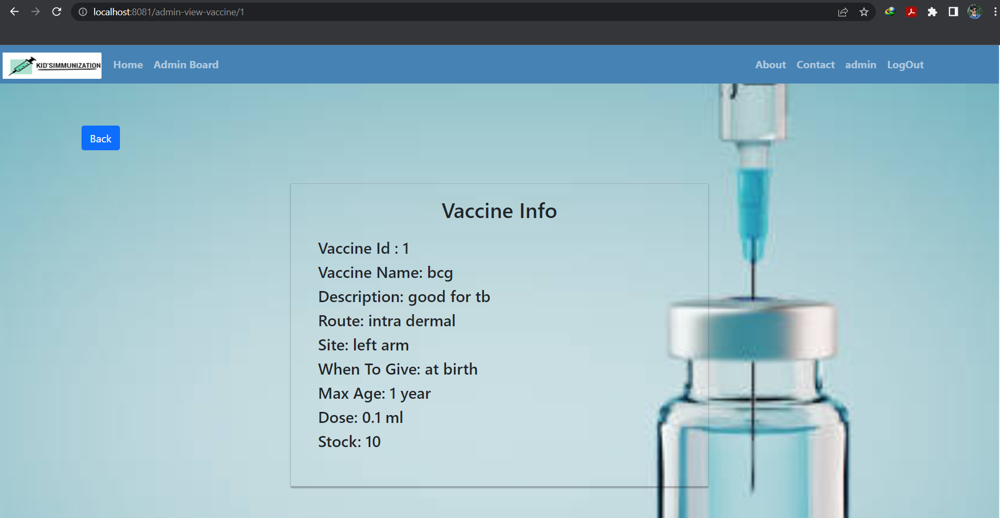 localhost:8081/admin-view-vaccine/1
KID'SIMMUNIZATION Home Admin Board About Contact admin LogOut
Back
Vaccine Info
Vaccine Id : 1
Vaccine Name: bcg
Description: good for tb
Route: intra dermal
Site: left arm
When To Give: at birth
Max Age: 1 year
Dose: 0.1 ml
Stock: 10